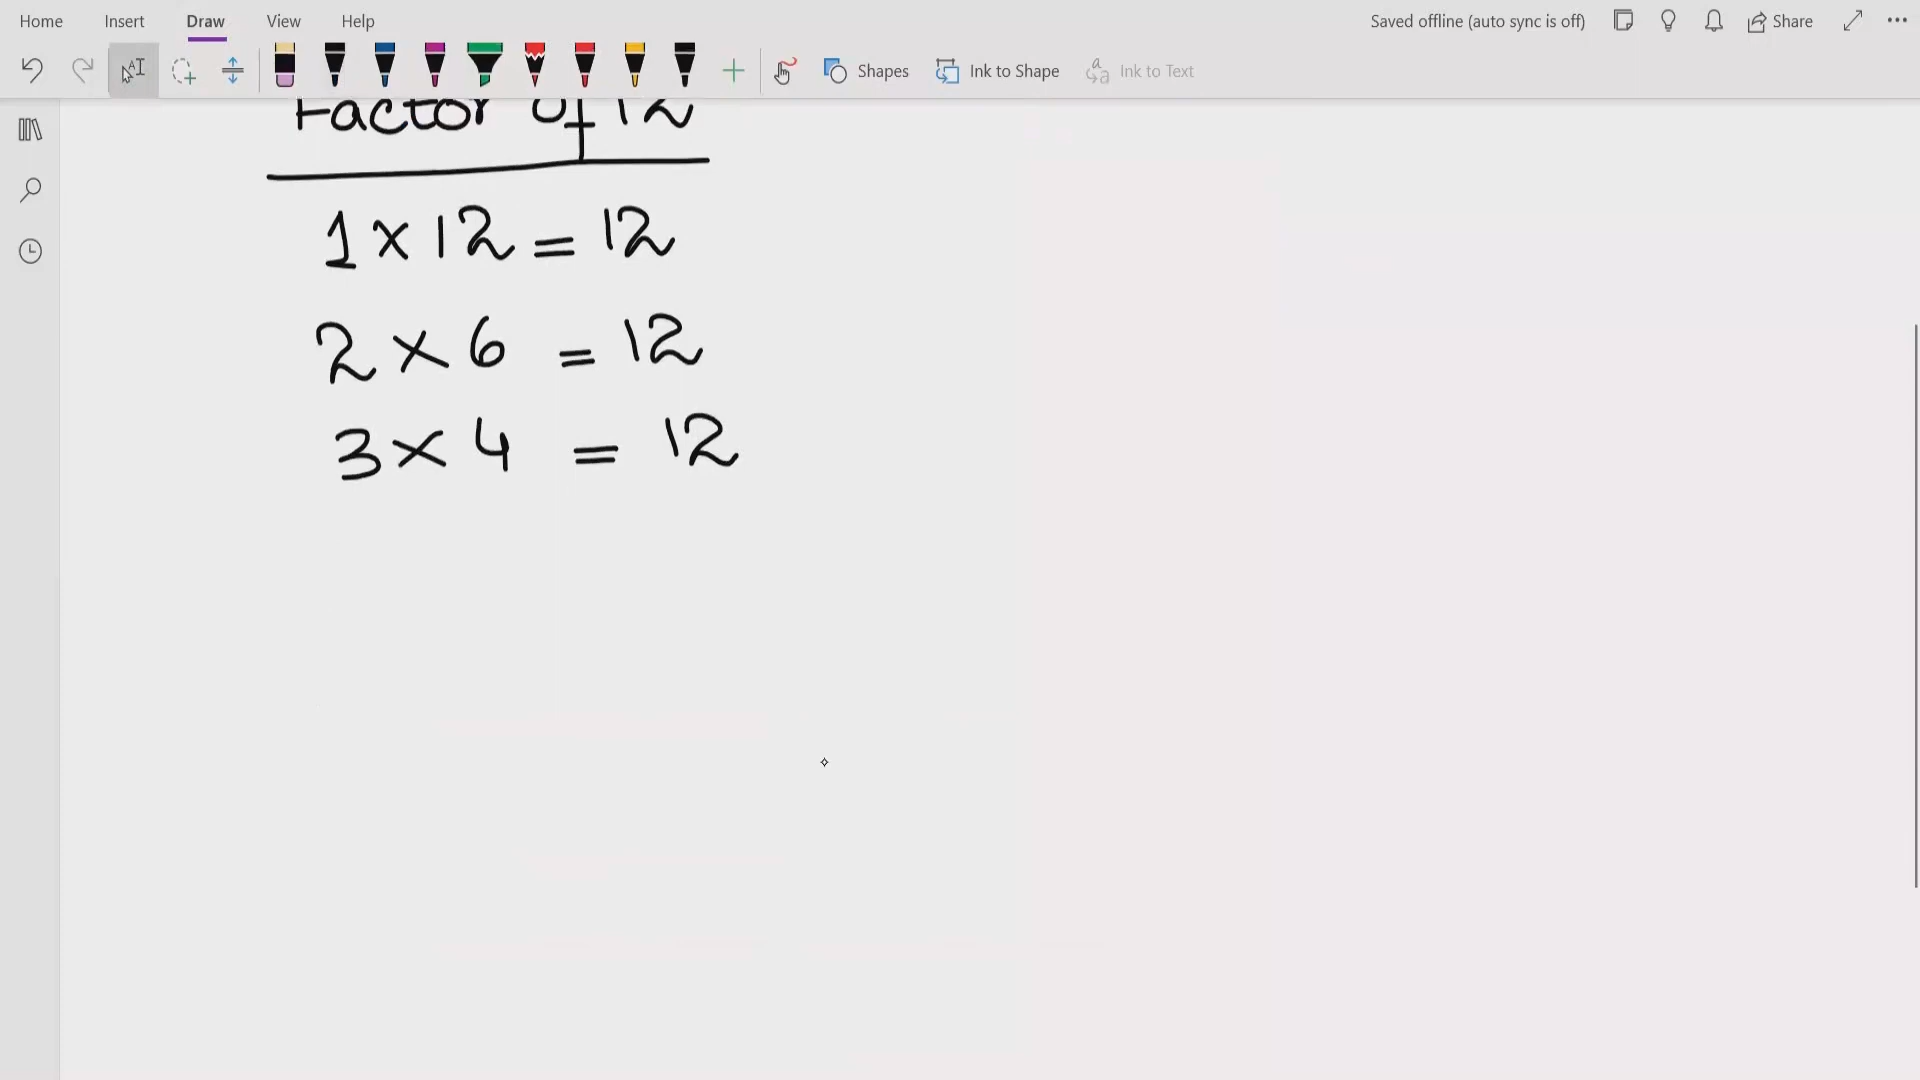 Home Insert Draw View Help Saved offline (auto sync is off) Share
Shapes Ink to Shape Ink to Text
Factor of 12
1 × 12 = 12
2 × 6 = 12
3 × 4 = 12